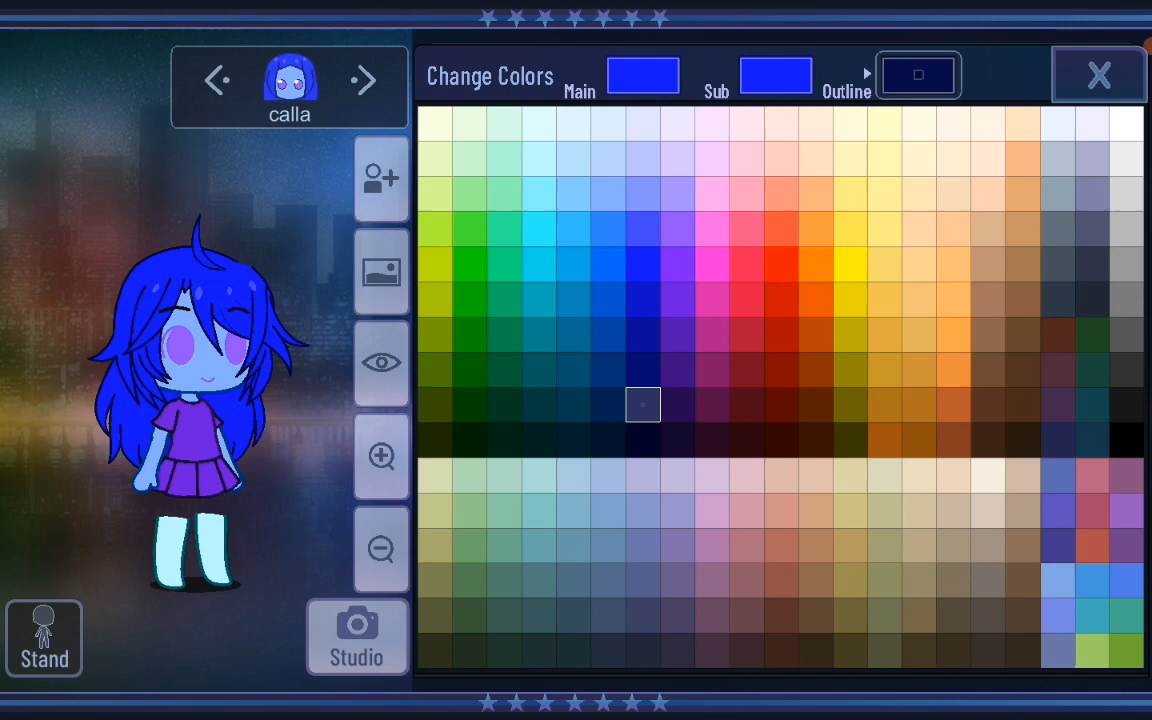 calla
Change Colors
Main
Sub
Outline
X
Stand
Studio